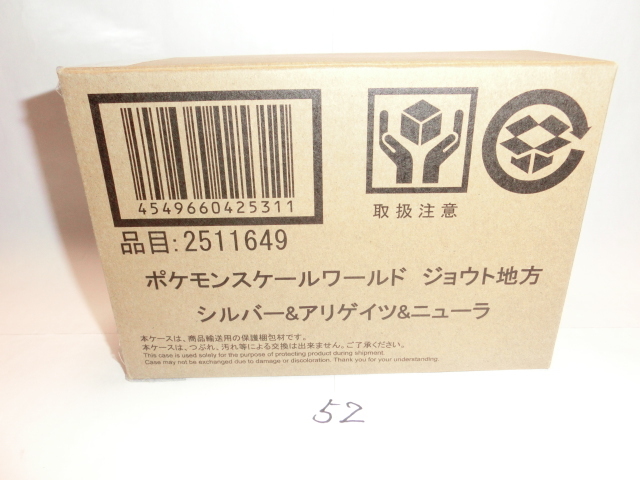 4549660425311
取扱注意
品目:2511649
ポケモンスケールワールド ジョウト地方
シルバー&アリゲイツ&ニューラ
本ケースは、商品輸送用の保護梱包材です。
本ケースは、つぶれ、汚れ等による交換は出来ません。ご了承ください。
This case is used solely for the purpose of protecting product during shipment.
Case may not be exchanged due to damage or discoloration. Thank you for your understanding.
52